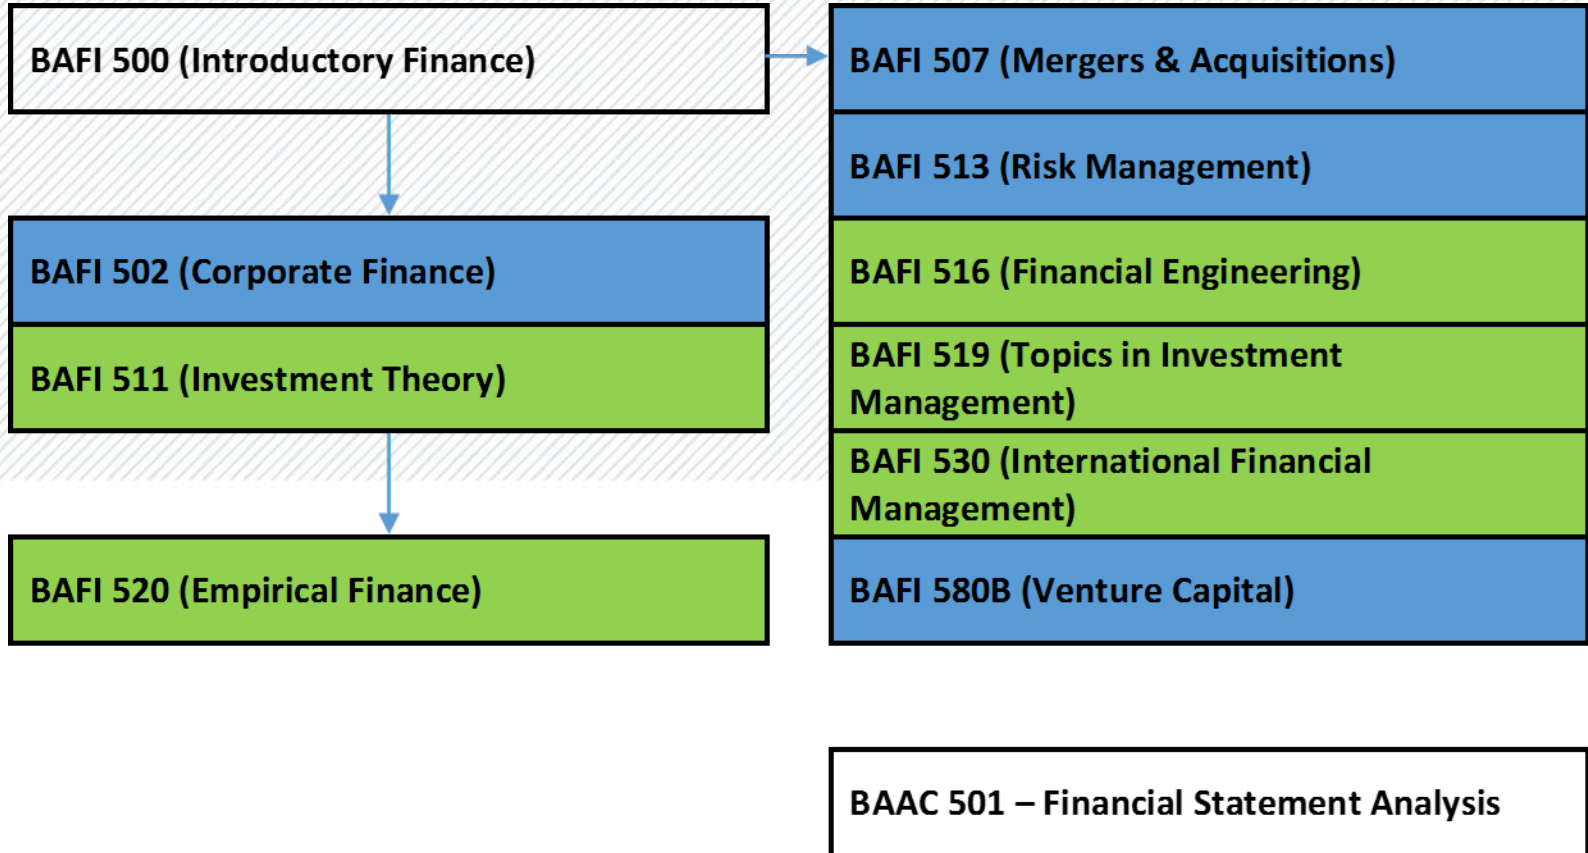 BAFI 500 (Introductory Finance)
BAFI 502 (Corporate Finance)
BAFI 511 (Investment Theory)
BAFI 520 (Empirical Finance)
BAFI 507 (Mergers & Acquisitions)
BAFI 513 (Risk Management)
BAFI 516 (Financial Engineering)
BAFI 519 (Topics in Investment
Management)
BAFI 530 (International Financial
Management)
BAFI 580B (Venture Capital)
BAAC 501 – Financial Statement Analysis